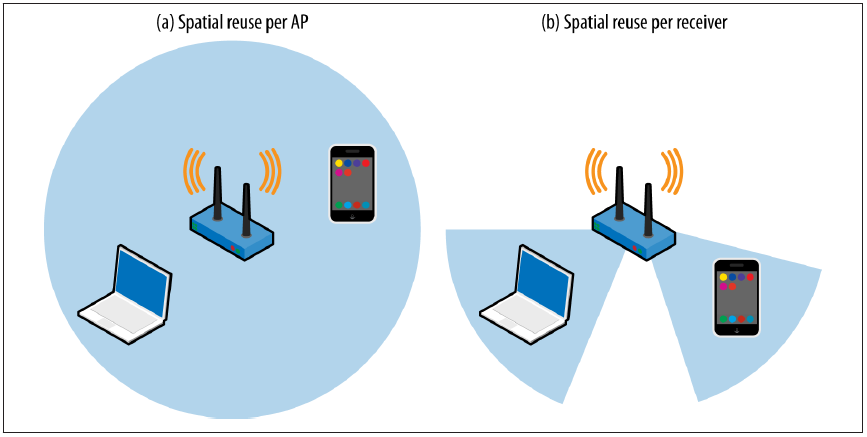 (a) Spatial reuse per AP
(b) Spatial reuse per receiver